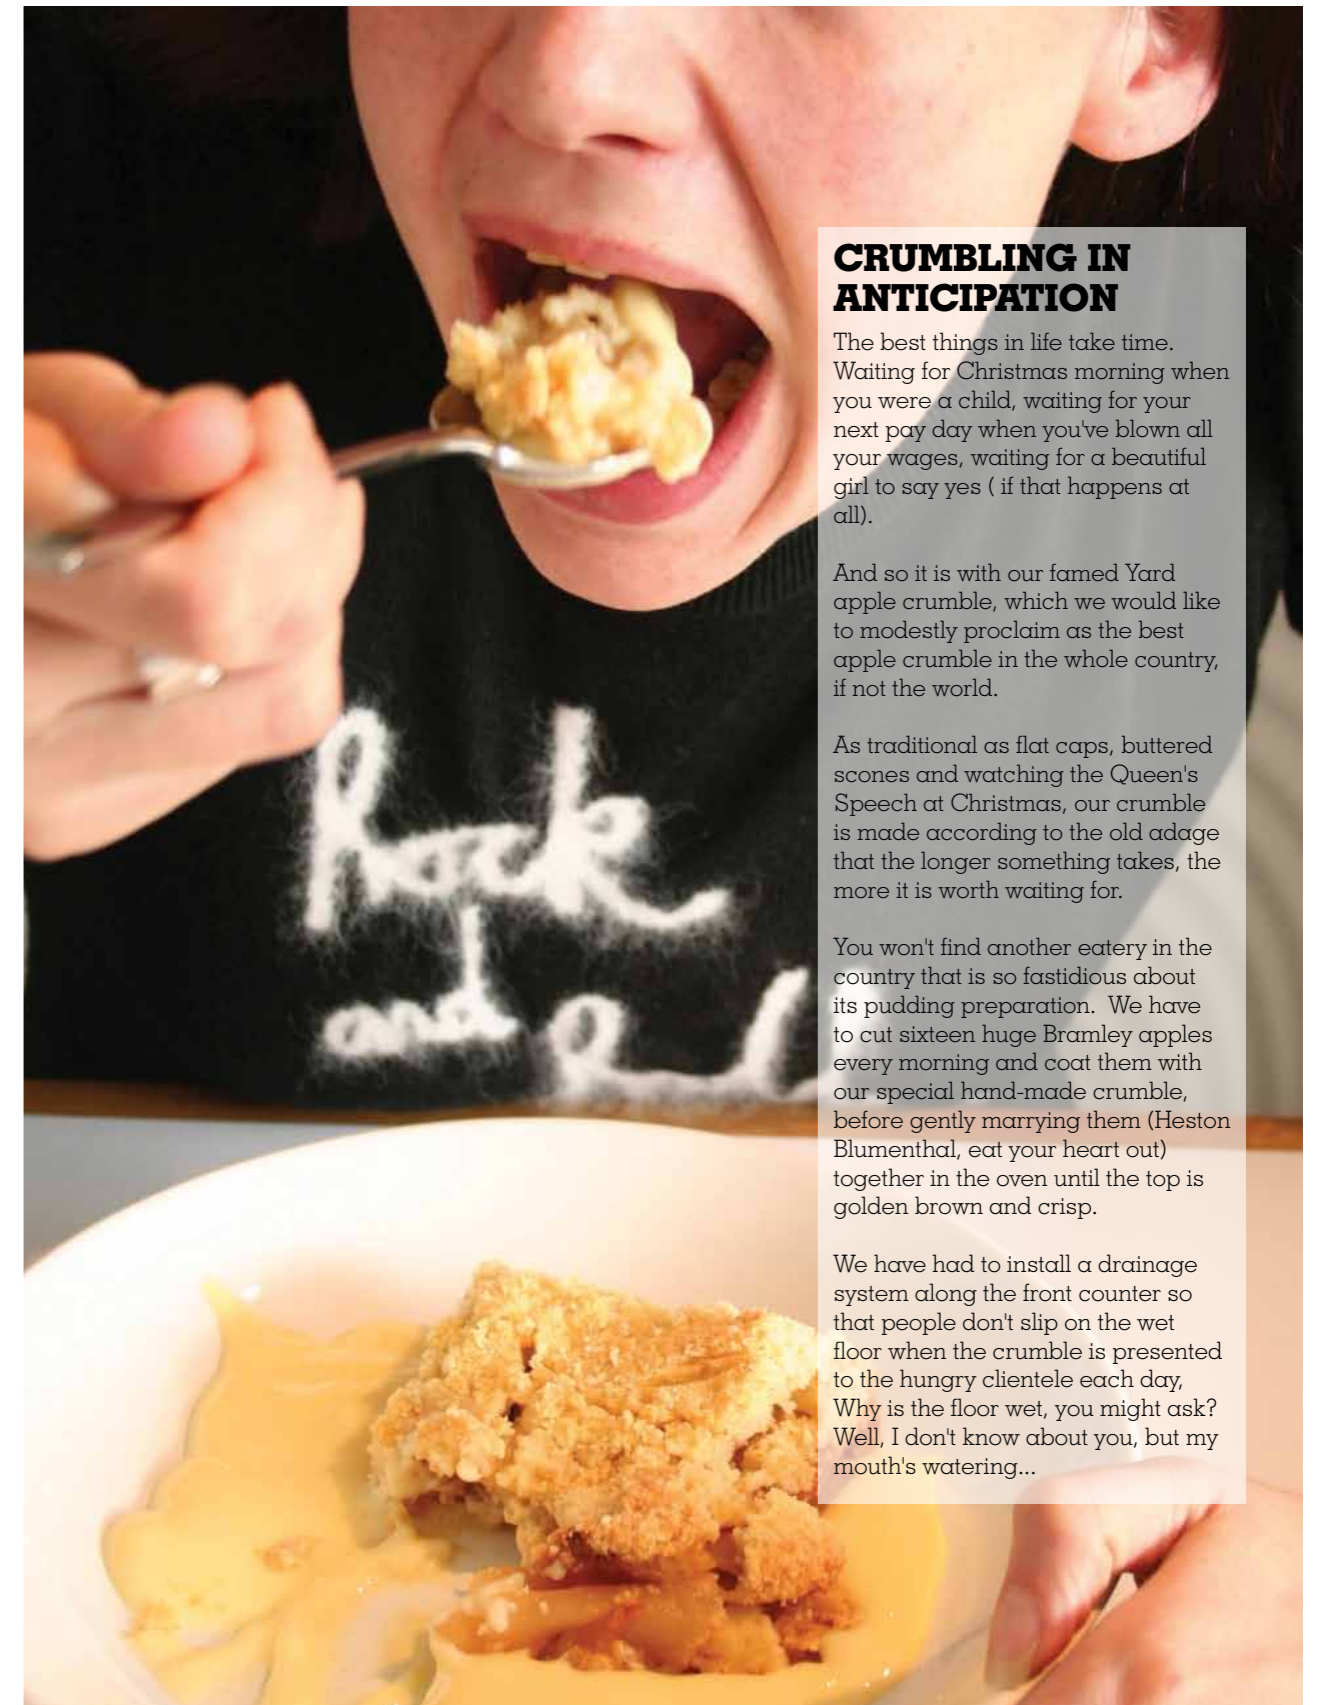 CRUMBLING IN
ANTICIPATION
The best things in life take time.
Waiting for Christmas morning when
you were a child, waiting for your
next pay day when you've blown all
your wages, waiting for a beautiful
girl to say yes ( if that happens at
all).
And so it is with our famed Yard
apple crumble, which we would like
to modestly proclaim as the best
apple crumble in the whole country,
if not the world.
As traditional as flat caps, buttered
scones and watching the Queen's
Speech at Christmas, our crumble
is made according to the old adage
that the longer something takes, the
more it is worth waiting for.
You won't find another eatery in the
country that is so fastidious about
its pudding preparation.  We have
to cut sixteen huge Bramley apples
every morning and coat them with
our special hand-made crumble,
before gently marrying them (Heston
Blumenthal, eat your heart out)
together in the oven until the top is
golden brown and crisp.
We have had to install a drainage
system along the front counter so
that people don't slip on the wet
floor when the crumble is presented
to the hungry clientele each day,
Why is the floor wet, you might ask?
Well, I don't know about you, but my
mouth's watering...
and